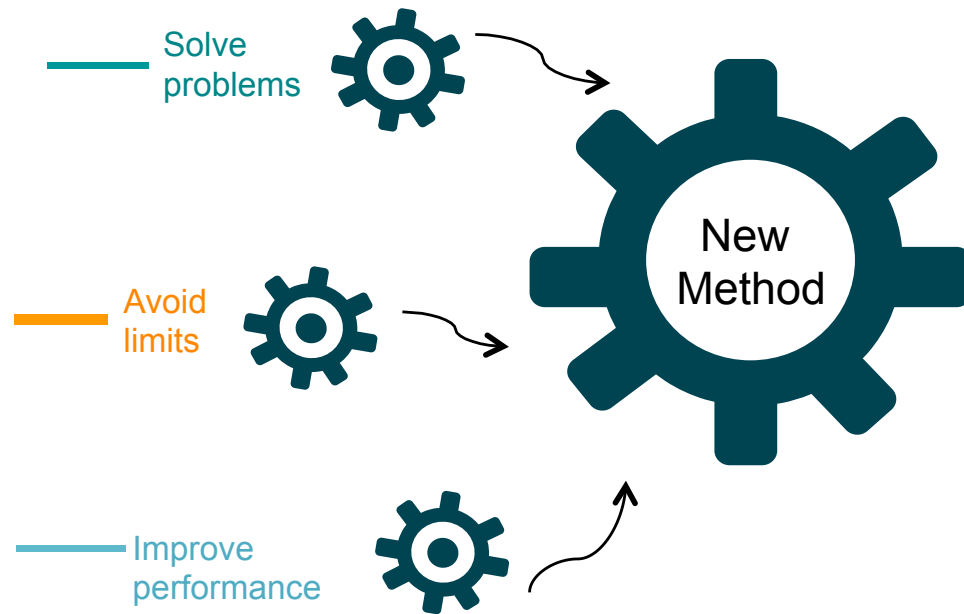 Solve
problems
New
Method
Avoid
limits
Improve
performance